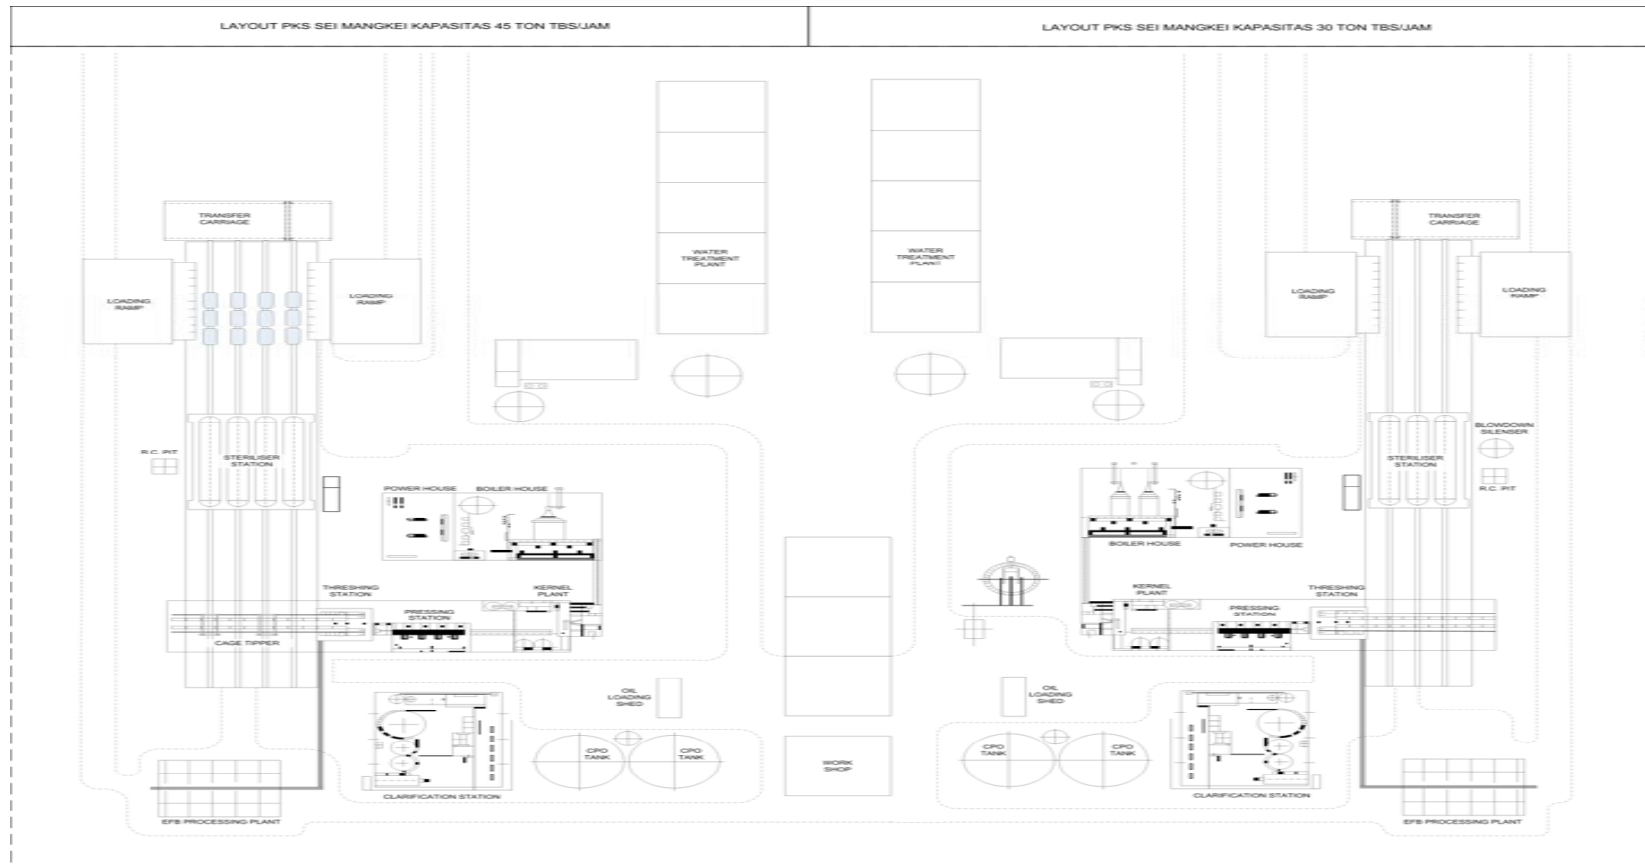 LAYOUT PKS SEI MANGKEI KAPASITAS 45 TON TBS/JAM
LAYOUT PKS SEI MANGKEI KAPASITAS 30 TON TBS/JAM
TRANSFER
CARRIAGE
LOADING
RAMP
LOADING
RAMP
WATER
TREATMENT
PLANT
WATER
TREATMENT
PLANT
TRANSFER
CARRIAGE
LOADING
RAMP
LOADING
RAMP
R.C. PIT
STERILISER
STATION
POWER HOUSE
BOILER HOUSE
THRESHING
STATION
PRESSING
STATION
KERNEL
PLANT
CAGE TIPPER
STERILISER
STATION
BLOWDOWN
SILENSER
R.C. PIT
BOILER HOUSE
POWER HOUSE
KERNEL
PLANT
PRESSING
STATION
THRESHING
STATION
OIL
LOADING
SHED
OIL
LOADING
SHED
CPO
TANK
CPO
TANK
WORK
SHOP
CPO
TANK
CPO
TANK
CLARIFICATION STATION
CLARIFICATION STATION
EFB PROCESSING PLANT
EFB PROCESSING PLANT